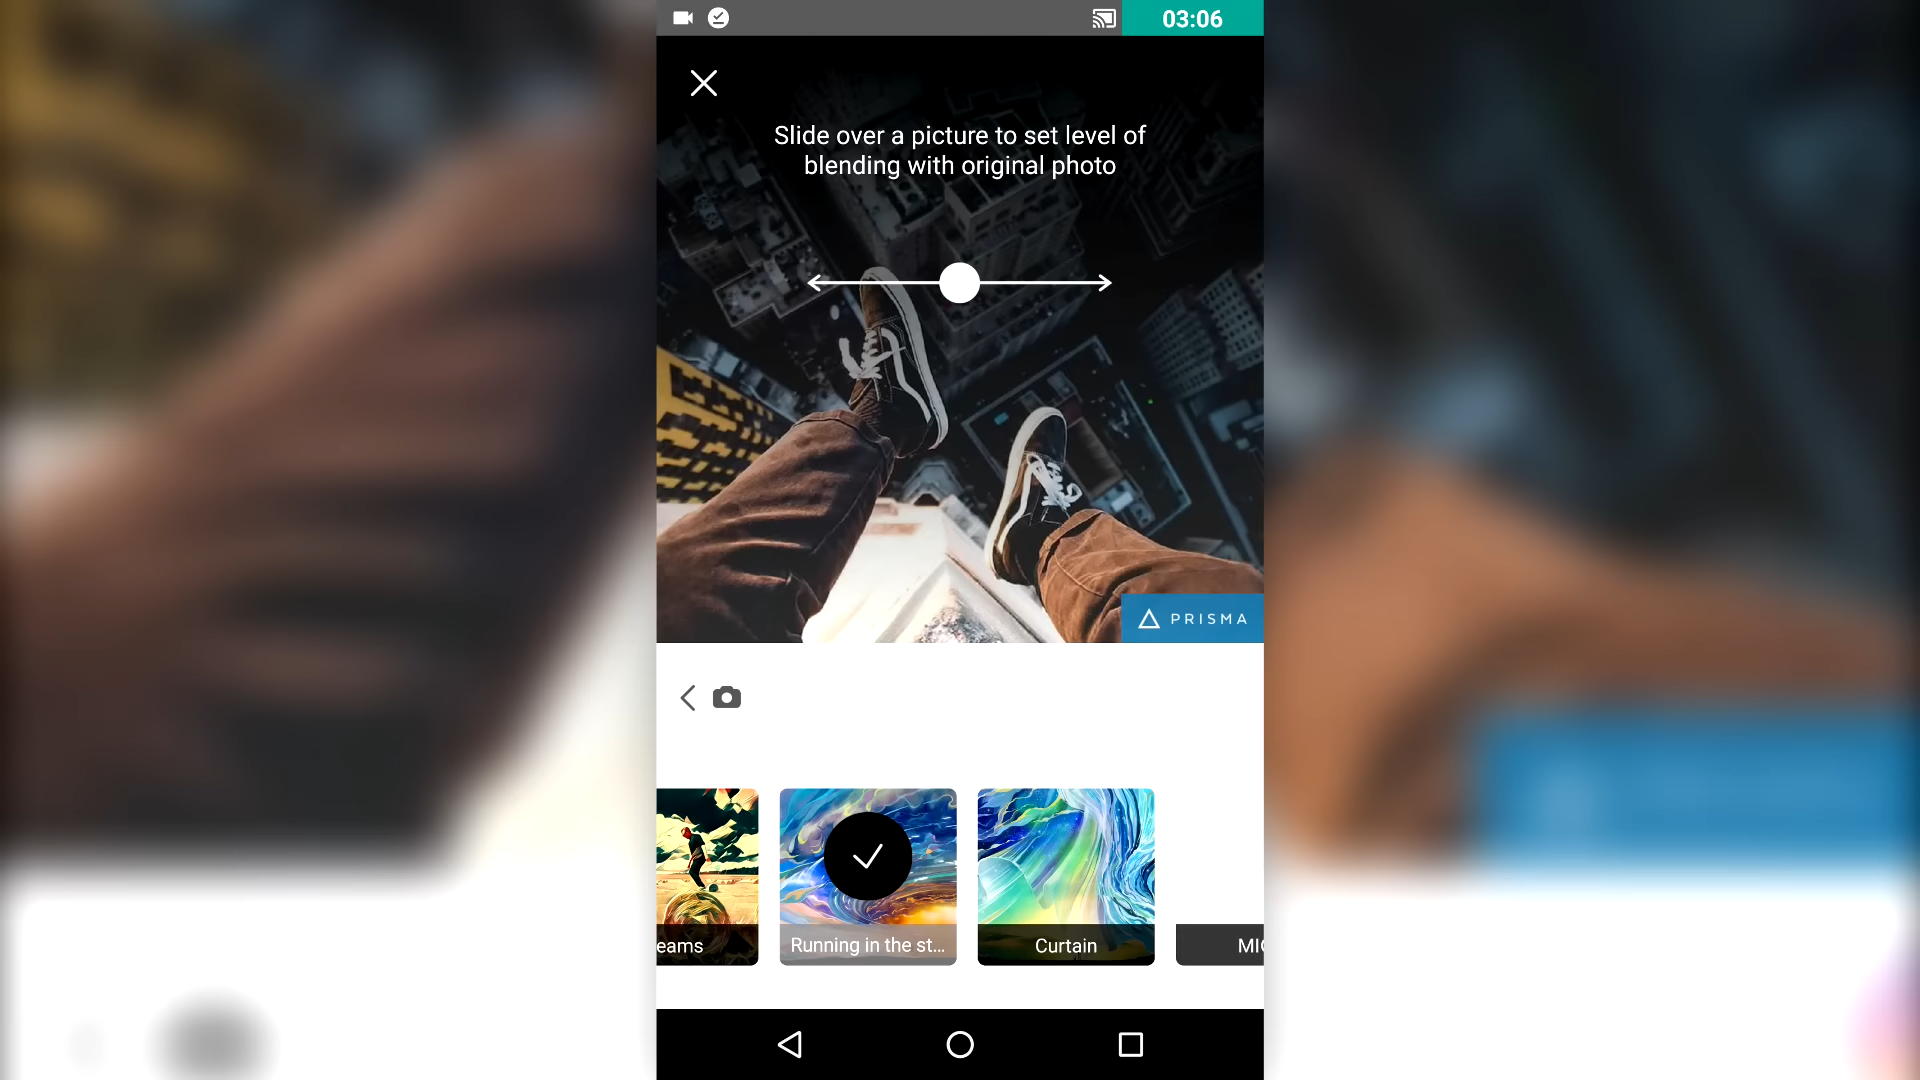 03:06
Slide over a picture to set level of
blending with original photo
PRISMA
eams
Running in the st...
Curtain
MIC